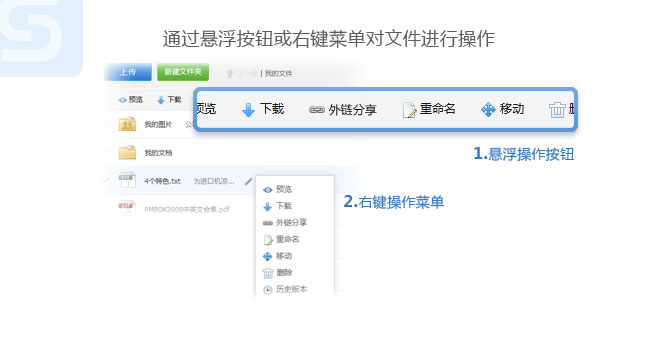 通过悬浮按钮或右键菜单对文件进行操作
上传 新建文件夹 上一级 | 我的文件
预览 下载
预览 下载 外链分享 重命名 移动
我的图片
1.悬浮操作按钮
我的文档
4个特色.txt 为进口机凉...
2.右键操作菜单
PMBOK2008中英文合集.pdf
预览
下载
外链分享
重命名
移动
删除
历史版本